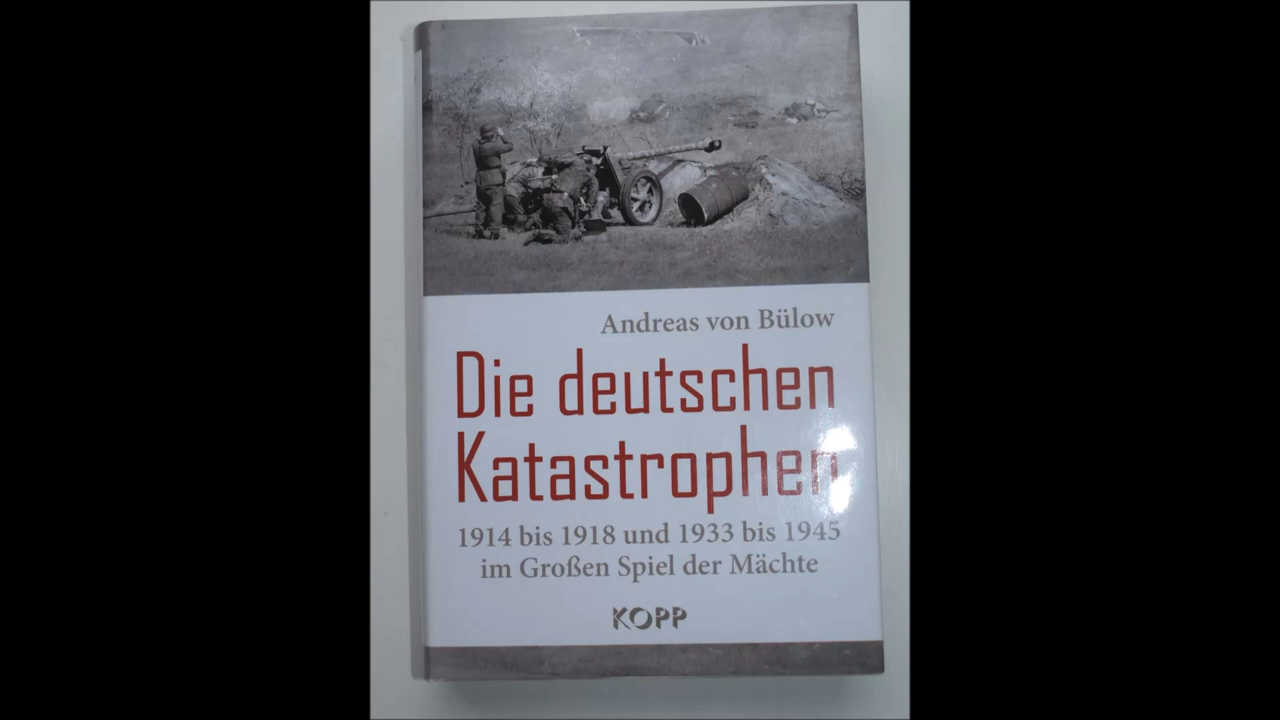 Andreas von Bülow
Die deutschen
Katastrophen
1914 bis 1918 und 1933 bis 1945
im Großen Spiel der Mächte
KOPP